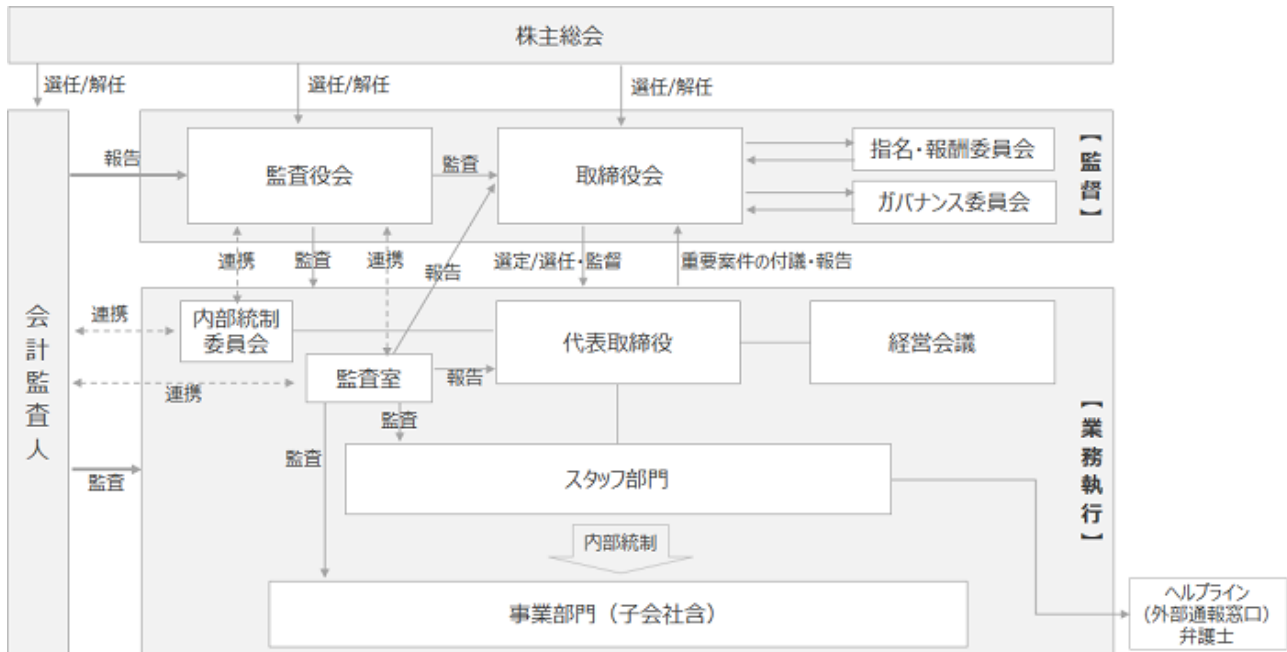 株主総会
選任/解任
選任/解任
選任/解任
報告
監査役会
監査
取締役会
指名・報酬委員会
ガバナンス委員会
【監督】
連携
監査
連携
報告
選定/選任・監督
重要案件の付議・報告
会計監査人
連携
内部統制
委員会
代表取締役
経営会議
監査室
報告
連携
監査
監査
スタッフ部門
【業務執行】
監査
内部統制
事業部門（子会社含）
ヘルプライン
(外部通報窓口)
弁護士